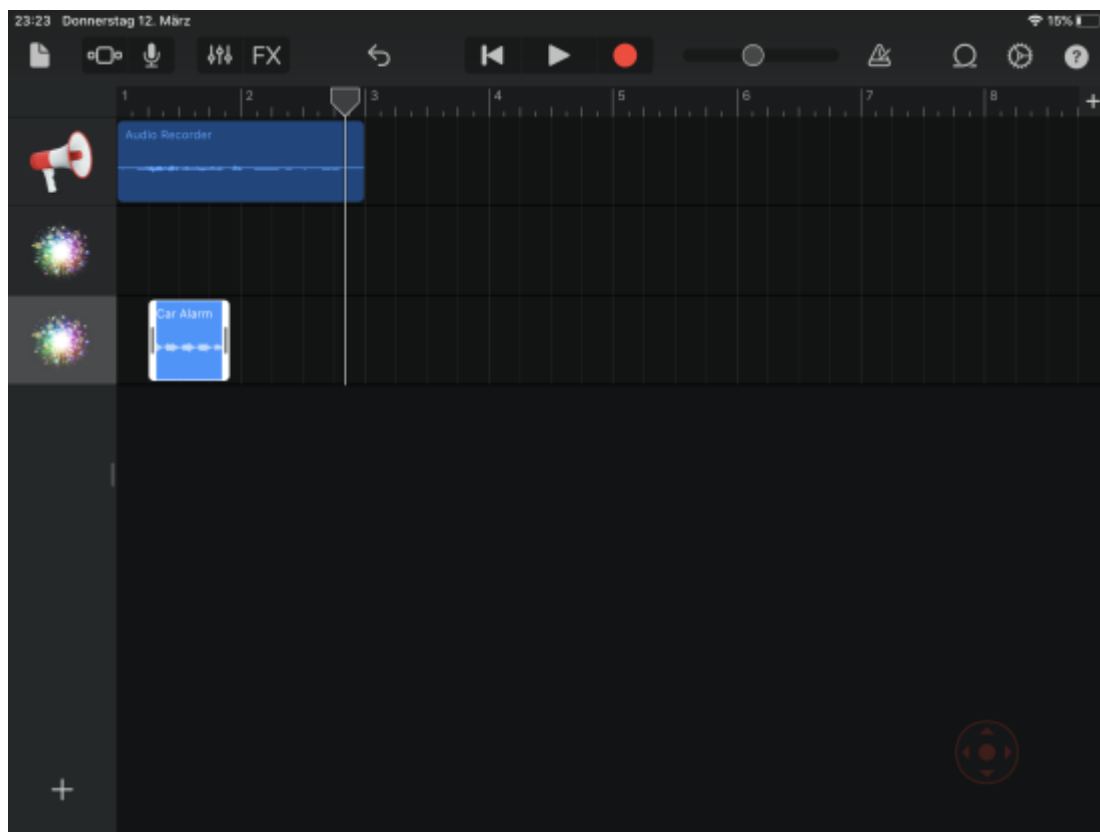 23:23 Donnerstag 12. März 15%
FX ?
1 2 3 4 5 6 7 8 +
Audio Recorder
Car Alarm
+